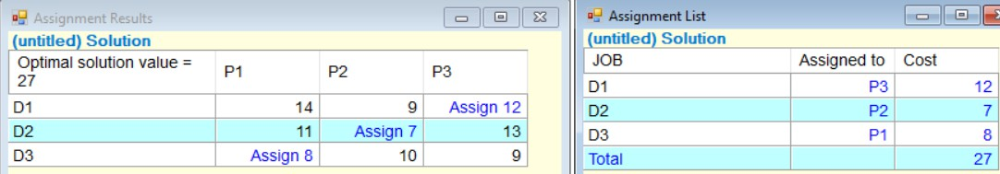 Assignment Results
(untitled) Solution
Optimal solution value = P1 P2 P3
27
D1 14 9 Assign 12
D2 11 Assign 7 13
D3 Assign 8 10 9
Assignment List
(untitled) Solution
JOB Assigned to Cost
D1 P3 12
D2 P2 7
D3 P1 8
Total 27